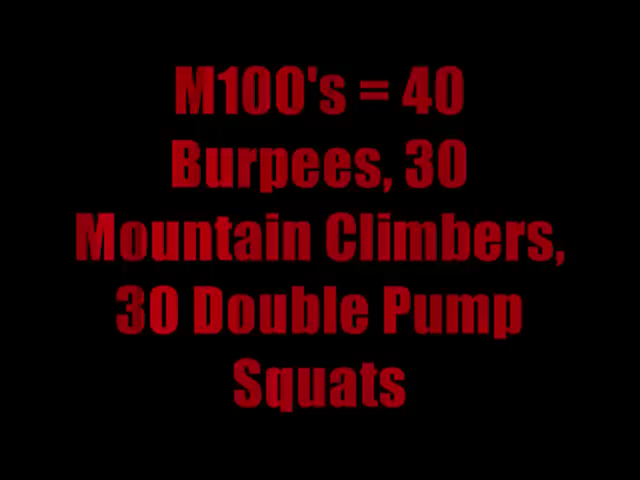 M100's = 40
Burpees, 30
Mountain Climbers,
30 Double Pump
Squats